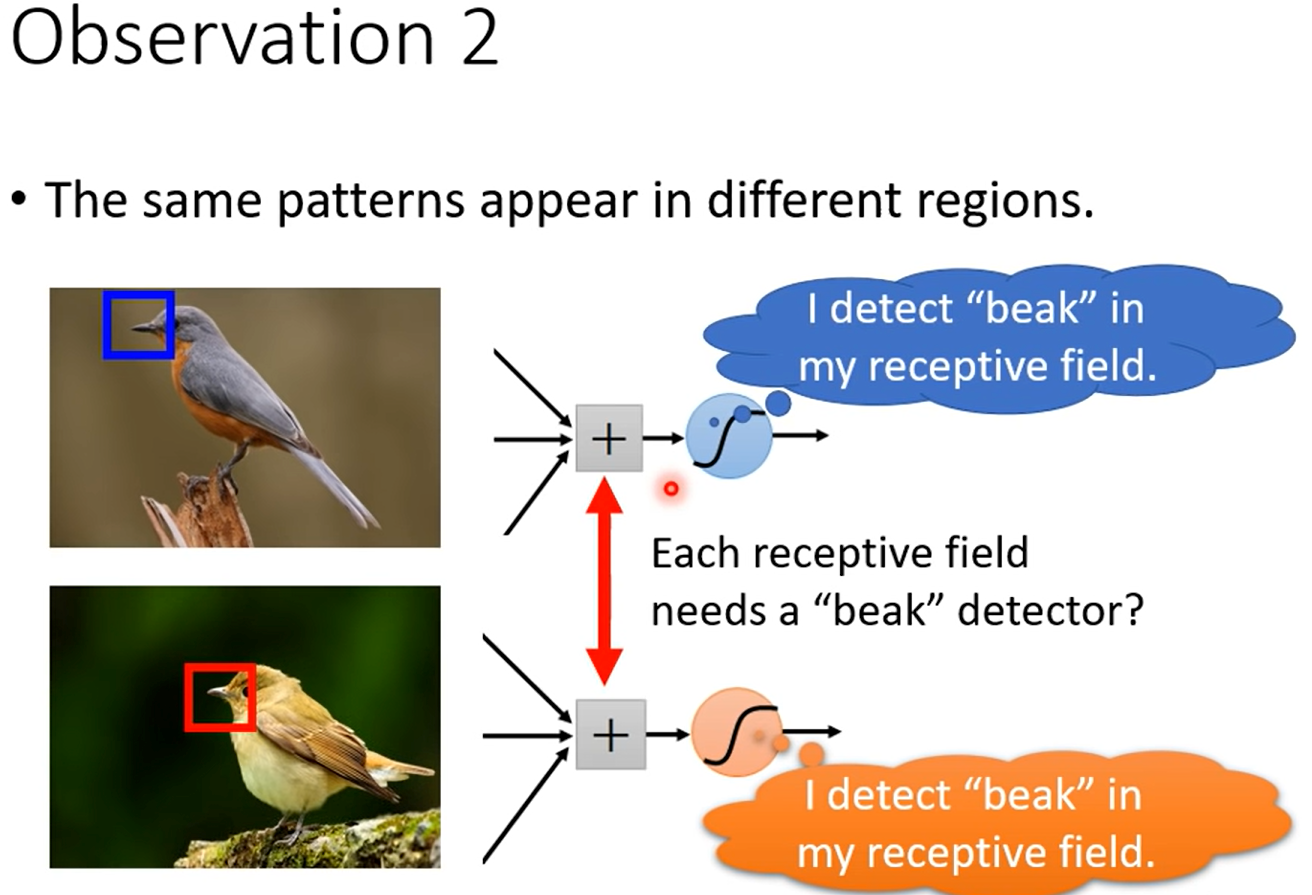 Observation 2
• The same patterns appear in different regions.
I detect “beak” in
my receptive field.
+
Each receptive field
needs a “beak” detector?
+
I detect “beak” in
my receptive field.